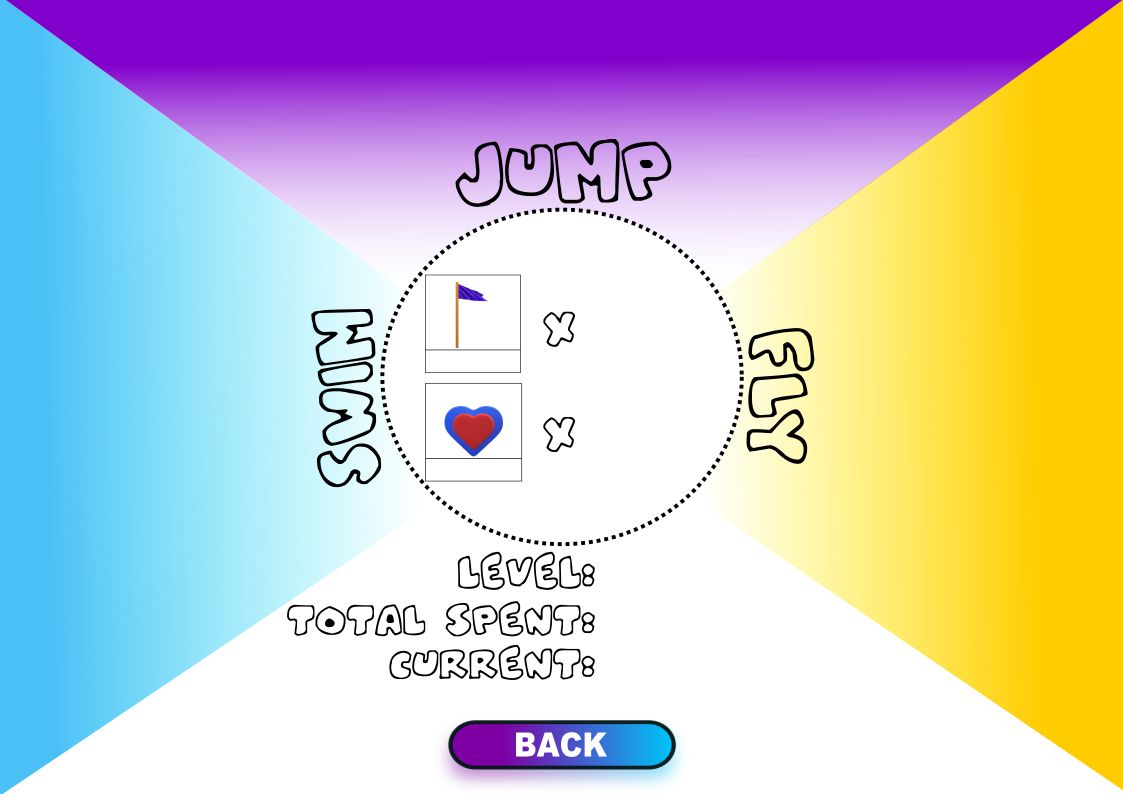 JUMP
SWIM
FLY
X
X
LEVEL:
TOTAL SPENT:
CURRENT:
BACK